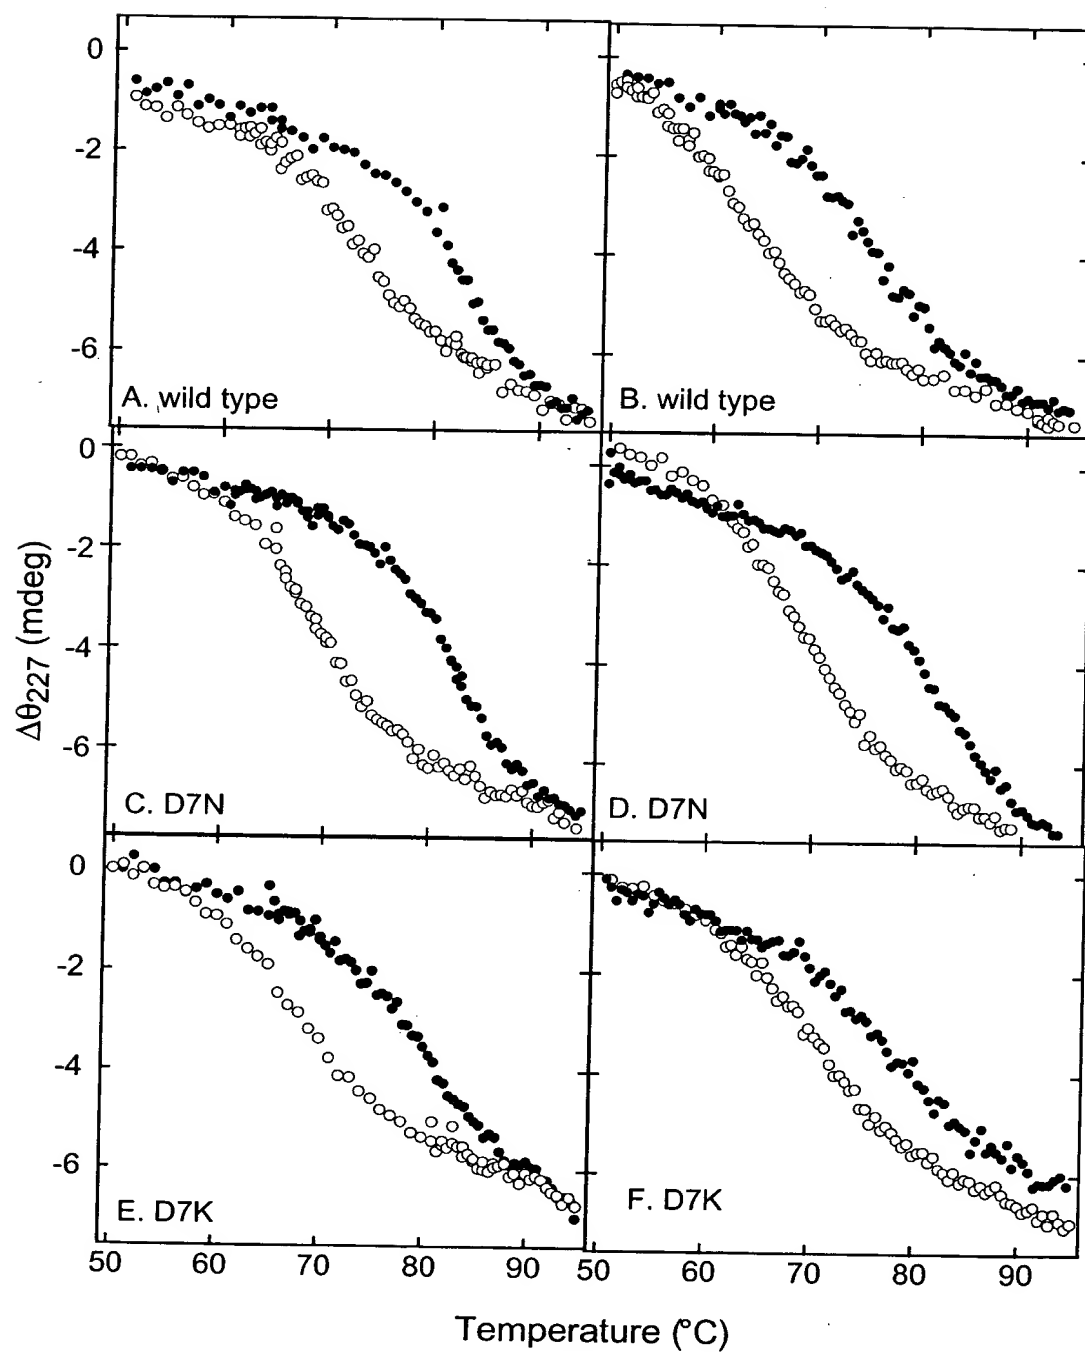 0
-2
-4
-6
A. wild type
B. wild type
0
-2
-4
-6
C. D7N
D. D7N
0
-2
-4
-6
E. D7K
F. D7K
Δθ227 (mdeg)
50 60 70 80 90 50 60 70 80 90
Temperature (°C)